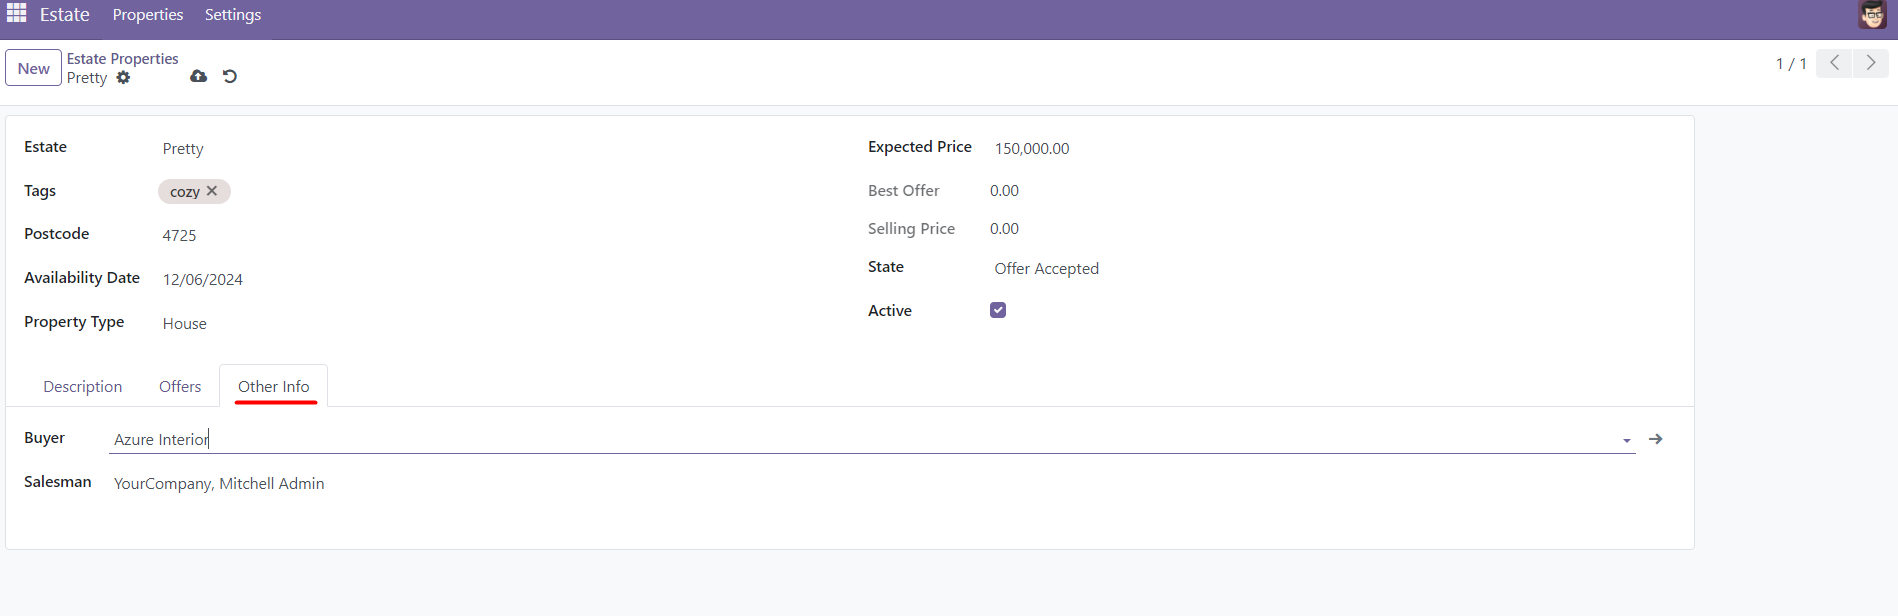 Estate Properties Settings
New
Estate Properties
Pretty
1 / 1
Estate Pretty
Tags cozy
Postcode 4725
Availability Date 12/06/2024
Property Type House
Expected Price 150,000.00
Best Offer 0.00
Selling Price 0.00
State Offer Accepted
Active
Description Offers Other Info
Buyer Azure Interior
Salesman YourCompany, Mitchell Admin